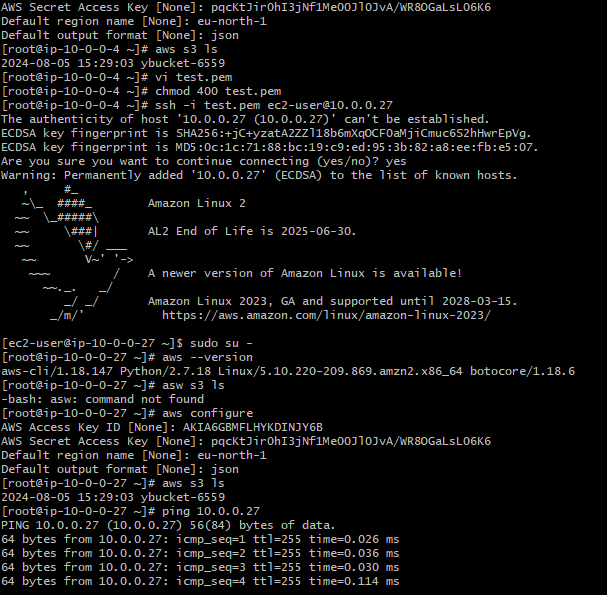 AWS Secret Access Key [None]: pqcKtJirOhI3jNf1MeOOJlOJvA/WR8OGaLsLO6K6
Default region name [None]: eu-north-1
Default output format [None]: json
[root@ip-10-0-0-4 ~]# aws s3 ls
2024-08-05 15:29:03 ybucket-6559
[root@ip-10-0-0-4 ~]# vi test.pem
[root@ip-10-0-0-4 ~]# chmod 400 test.pem
[root@ip-10-0-0-4 ~]# ssh -i test.pem ec2-user@10.0.0.27
The authenticity of host '10.0.0.27 (10.0.0.27)' can't be established.
ECDSA key fingerprint is SHA256:+jC+yzatA2ZZl18b6mXqOCFOaMjiCmuc6S2hHwrEpVg.
ECDSA key fingerprint is MD5:0c:1c:71:88:bc:19:c9:ed:95:3b:82:a8:ee:fb:e5:07.
Are you sure you want to continue connecting (yes/no)? yes
Warning: Permanently added '10.0.0.27' (ECDSA) to the list of known hosts.
   ,     #_
   ~\_  ####_        Amazon Linux 2
  ~~  \_#####\
  ~~     \###|       AL2 End of Life is 2025-06-30.
  ~~       \#/ ___
   ~~       V~' '->
    ~~~         /    A newer version of Amazon Linux is available!
      ~~._.   _/
         _/ _/       Amazon Linux 2023, GA and supported until 2028-03-15.
       _/m/'           https://aws.amazon.com/linux/amazon-linux-2023/
[ec2-user@ip-10-0-0-27 ~]$ sudo su -
[root@ip-10-0-0-27 ~]# aws --version
aws-cli/1.18.147 Python/2.7.18 Linux/5.10.220-209.869.amzn2.x86_64 botocore/1.18.6
[root@ip-10-0-0-27 ~]# asw s3 ls
-bash: asw: command not found
[root@ip-10-0-0-27 ~]# aws configure
AWS Access Key ID [None]: AKIA6GBMFLHYKDINJY6B
AWS Secret Access Key [None]: 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
Default region name [None]: eu-north-1
Default output format [None]: json
[root@ip-10-0-0-27 ~]# aws s3 ls
2024-08-05 15:29:03 ybucket-6559
[root@ip-10-0-0-27 ~]# ping 10.0.0.27
PING 10.0.0.27 (10.0.0.27) 56(84) bytes of data.
64 bytes from 10.0.0.27: icmp_seq=1 ttl=255 time=0.026 ms
64 bytes from 10.0.0.27: icmp_seq=2 ttl=255 time=0.036 ms
64 bytes from 10.0.0.27: icmp_seq=3 ttl=255 time=0.030 ms
64 bytes from 10.0.0.27: icmp_seq=4 ttl=255 time=0.114 ms